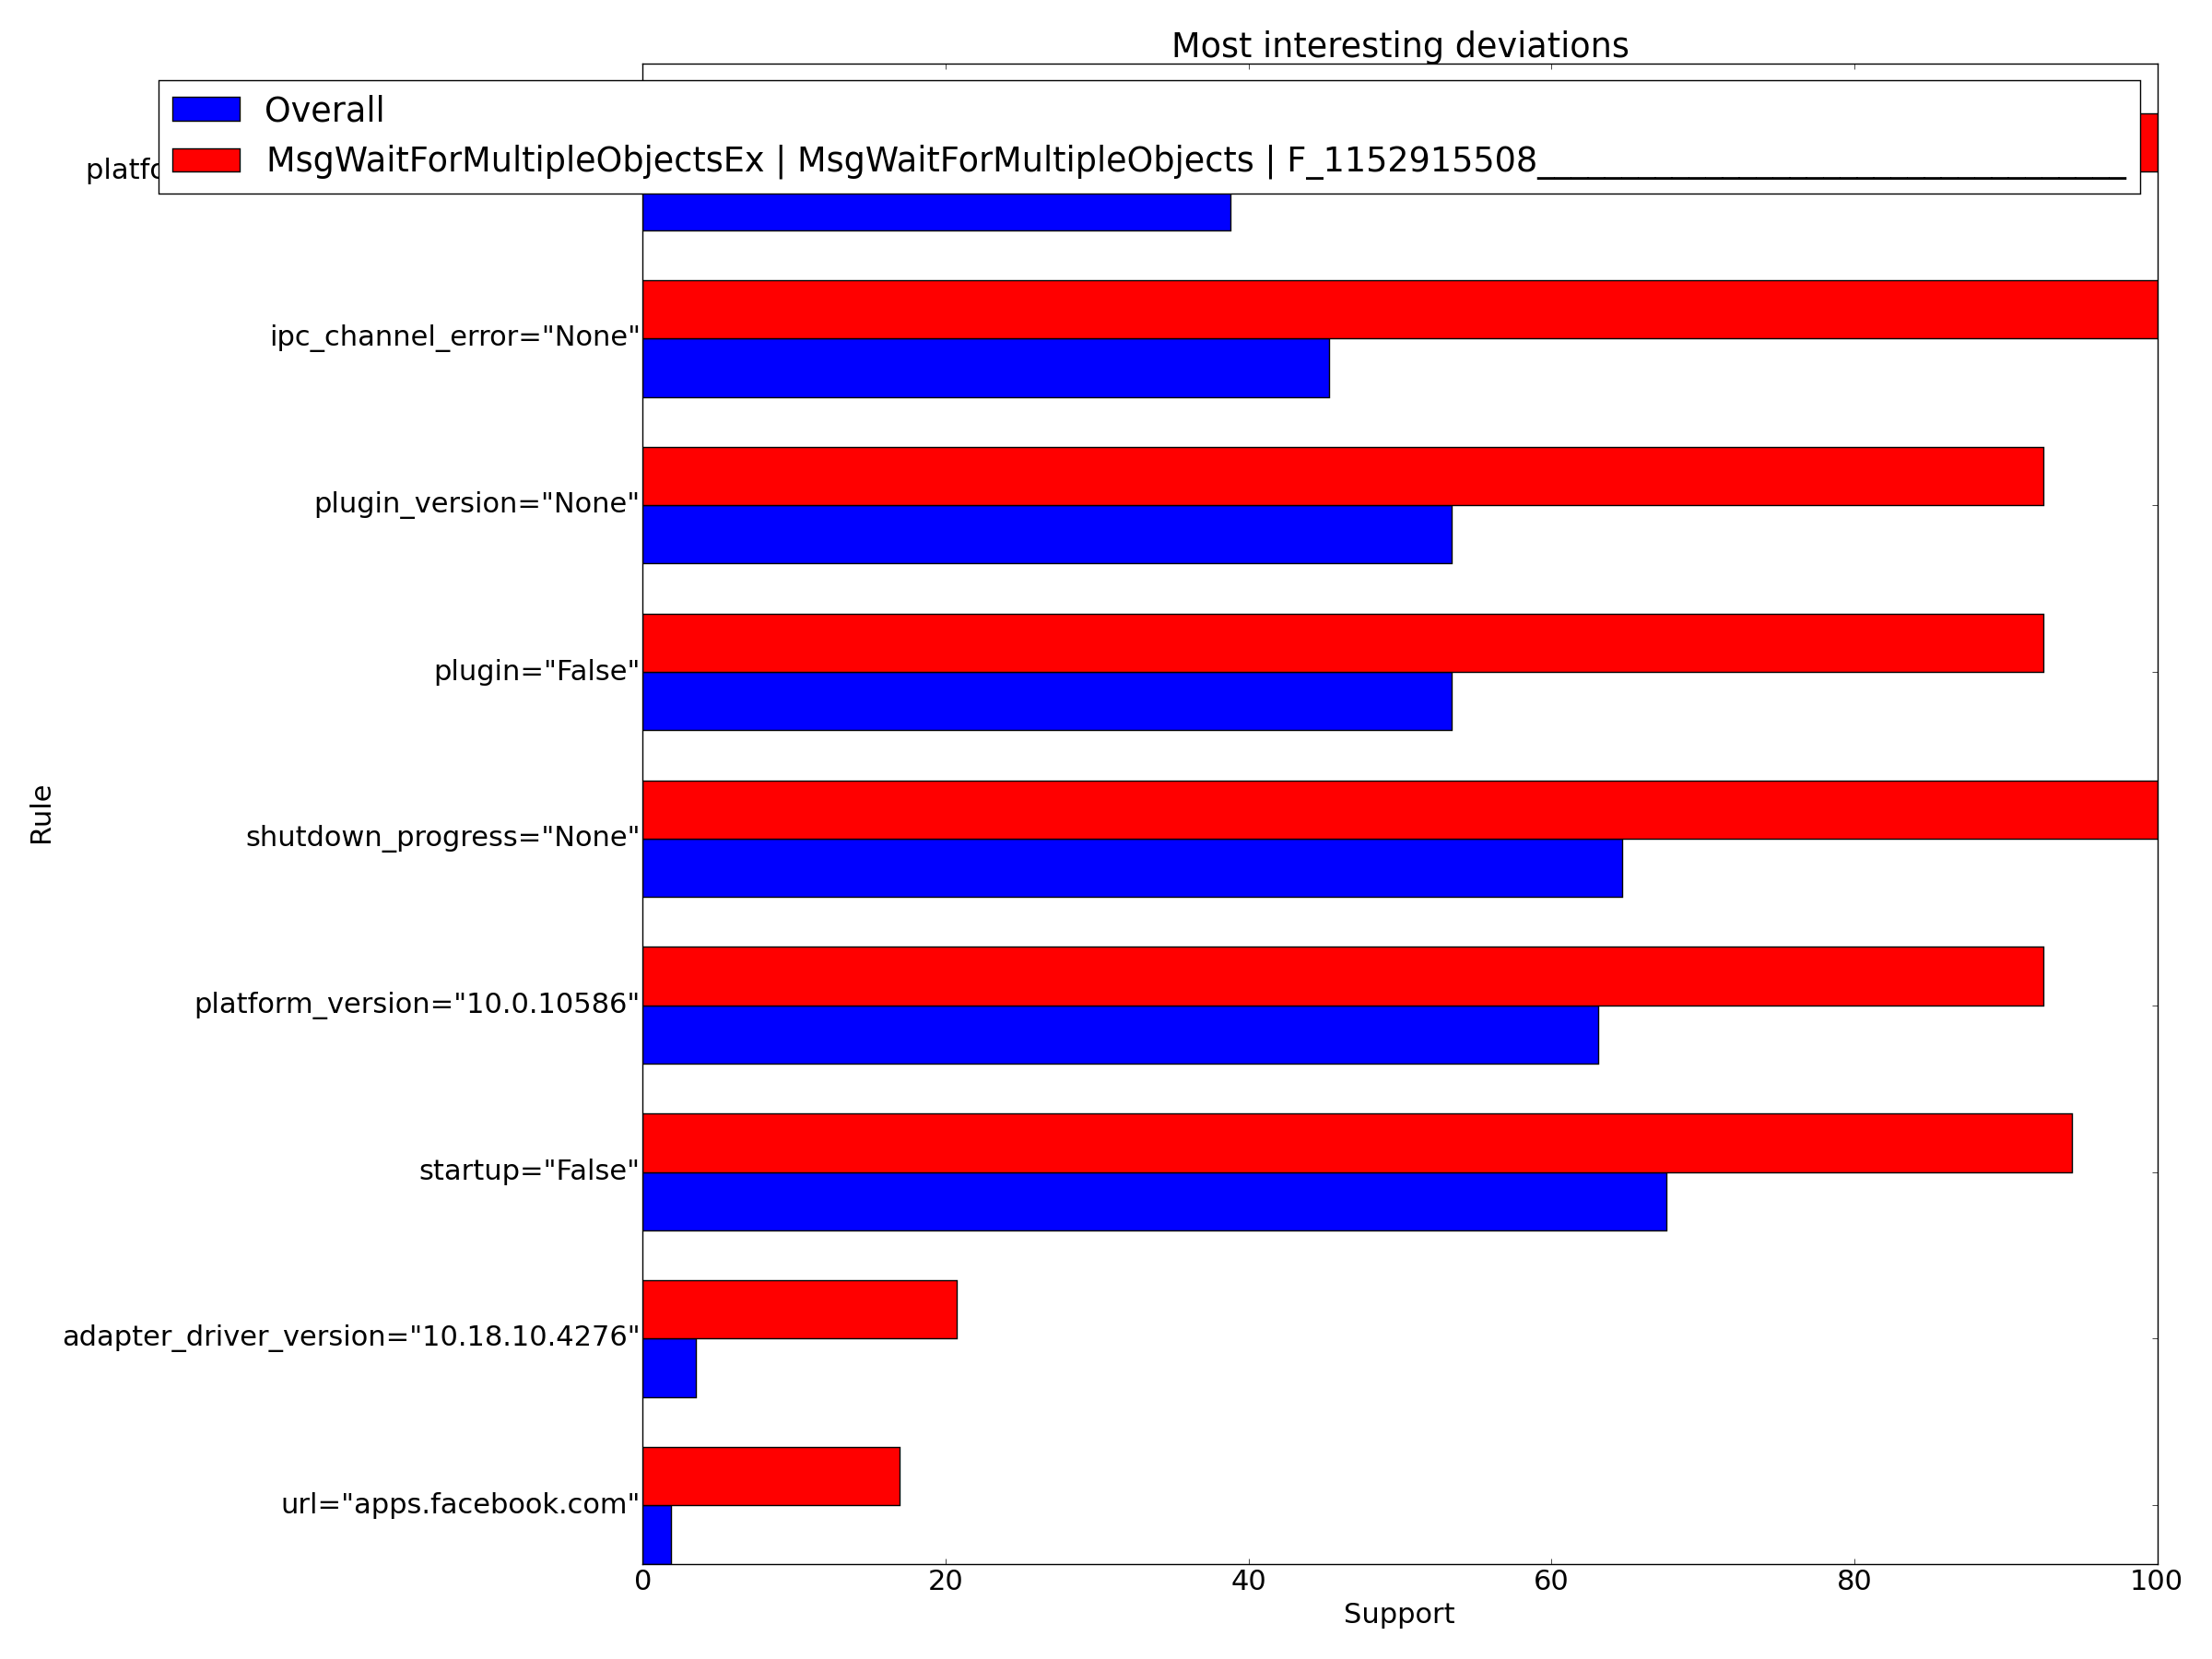 Most interesting deviations
Overall
MsgWaitForMultipleObjectsEx | MsgWaitForMultipleObjects | F_1152915508___________________________________
ipc_channel_error="None"
plugin_version="None"
plugin="False"
shutdown_progress="None"
platform_version="10.0.10586"
startup="False"
adapter_driver_version="10.18.10.4276"
url="apps.facebook.com"
Rule
0 20 40 60 80 100
Support